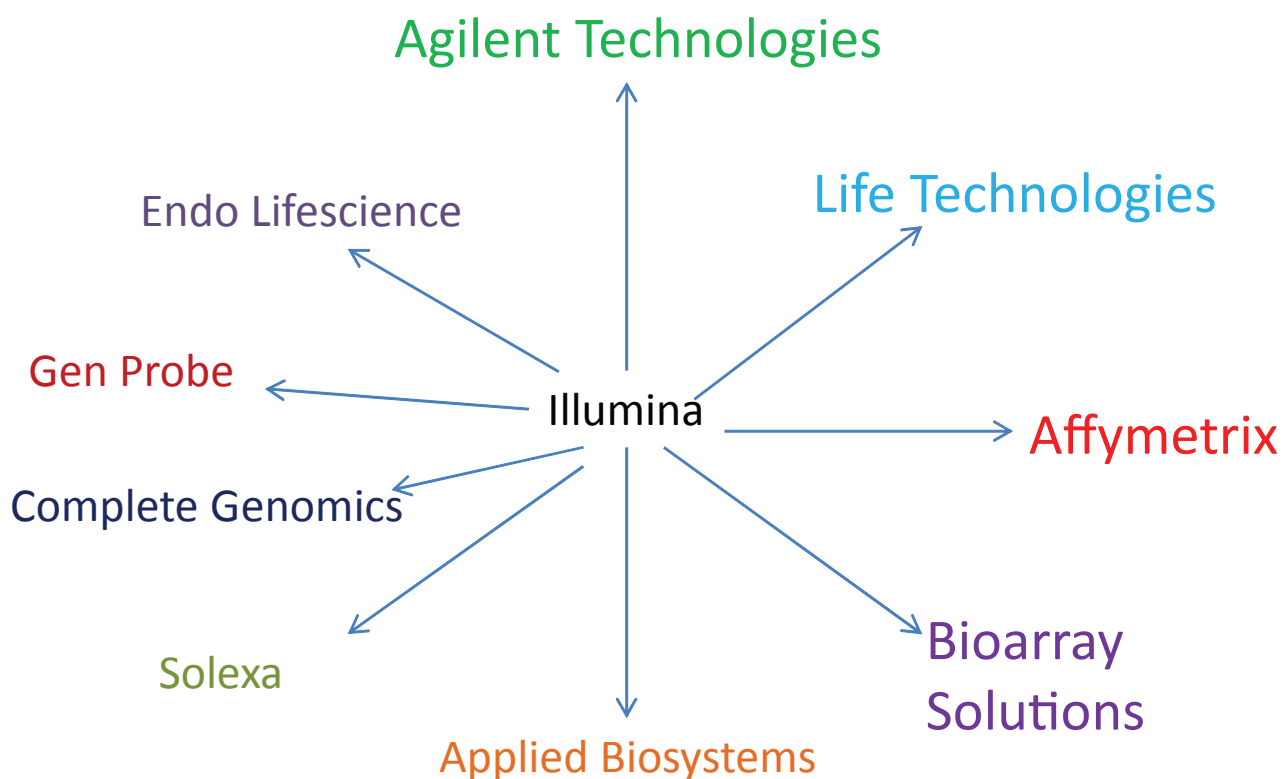 Agilent Technologies
Life Technologies
Endo Lifescience
Gen Probe
Illumina
Affymetrix
Complete Genomics
Bioarray
Solutions
Solexa
Applied Biosystems